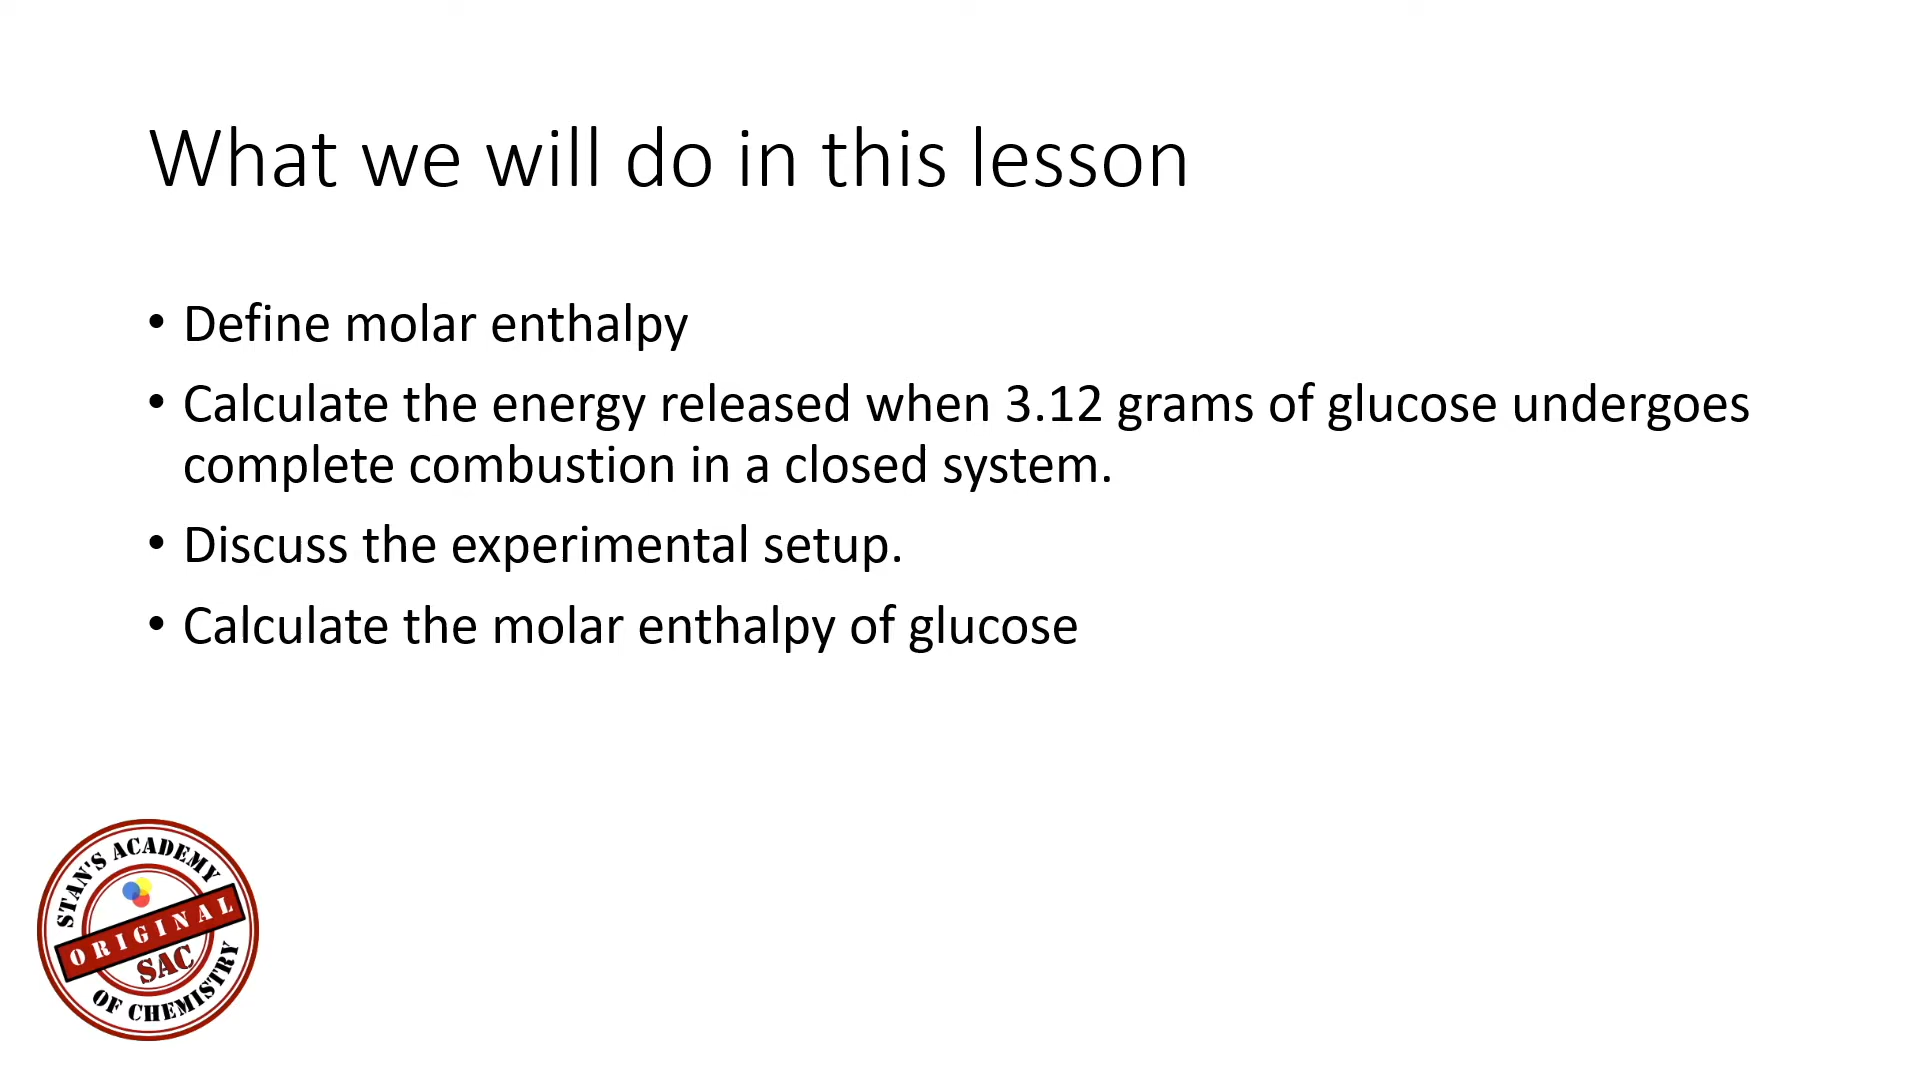 What we will do in this lesson
• Define molar enthalpy
• Calculate the energy released when 3.12 grams of glucose undergoes
complete combustion in a closed system.
• Discuss the experimental setup.
• Calculate the molar enthalpy of glucose
STAN'S ACADEMY
ORIGINAL
SAC
OF CHEMISTRY